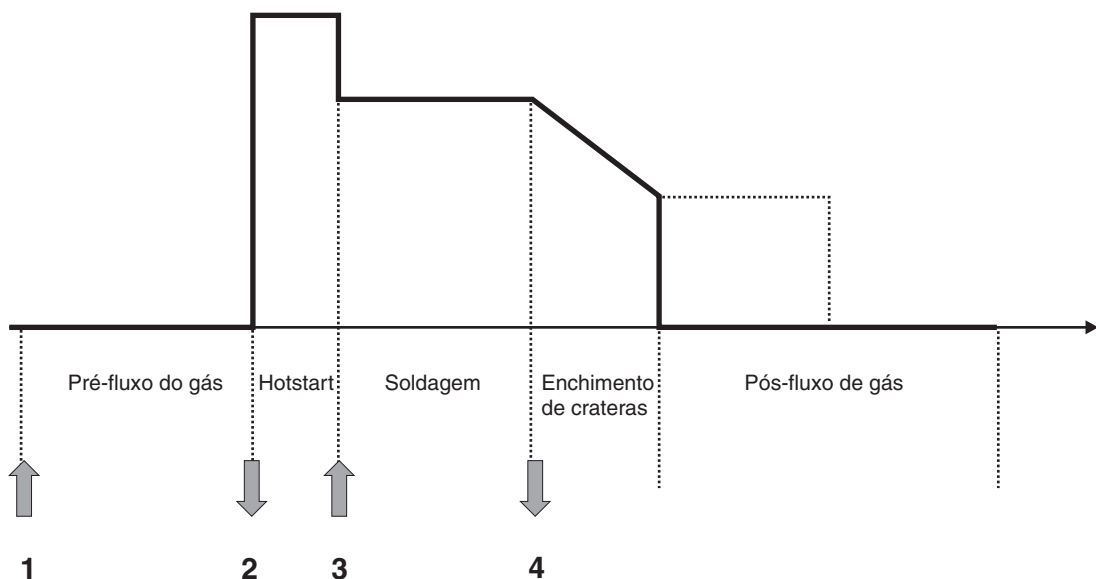 Pré-fluxo do gás
Hotstart
Soldagem
Enchimento
de crateras
Pós-fluxo de gás
1
2
3
4